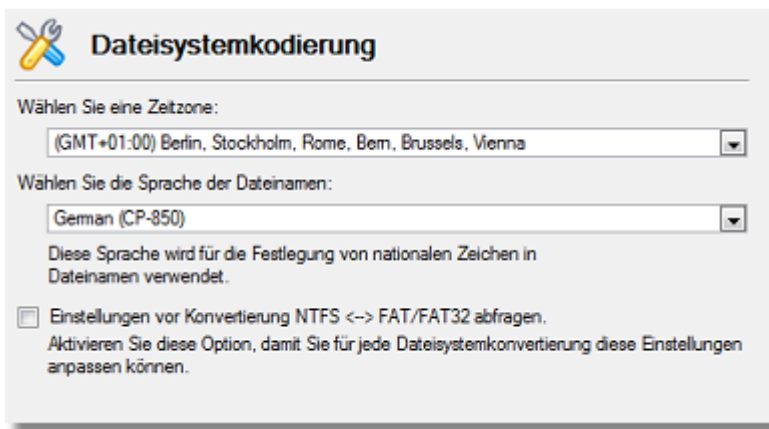 Dateisystemkodierung
Wählen Sie eine Zeitzone:
(GMT+01:00) Berlin, Stockholm, Rome, Bern, Brussels, Vienna
Wählen Sie die Sprache der Dateinamen:
German (CP-850)
Diese Sprache wird für die Festlegung von nationalen Zeichen in
Dateinamen verwendet.
Einstellungen vor Konvertierung NTFS <--> FAT/FAT32 abfragen.
Aktivieren Sie diese Option, damit Sie für jede Dateisystemkonvertierung diese Einstellungen
anpassen können.